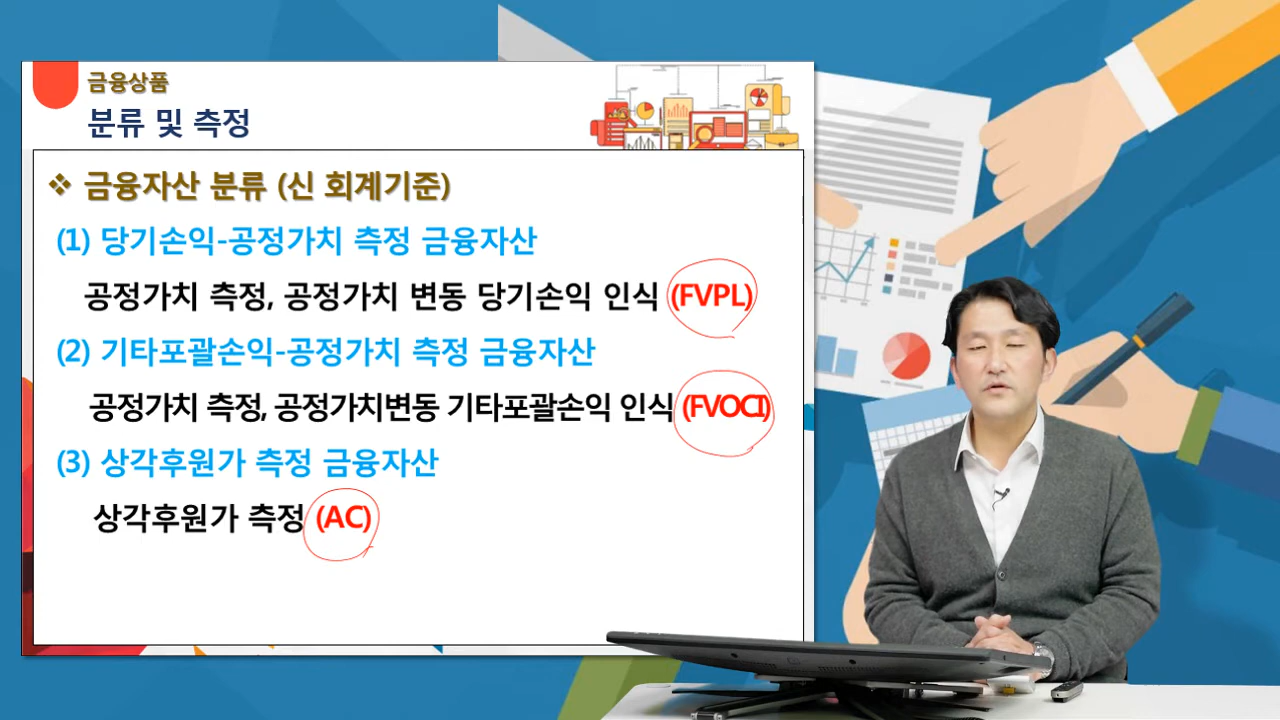 금융상품
분류 및 측정
❖ 금융자산 분류 (신 회계기준)
(1) 당기손익-공정가치 측정 금융자산
공정가치 측정, 공정가치 변동 당기손익 인식 (FVPL)
(2) 기타포괄손익-공정가치 측정 금융자산
공정가치 측정, 공정가치변동 기타포괄손익 인식 (FVOCI)
(3) 상각후원가 측정 금융자산
상각후원가 측정 (AC)